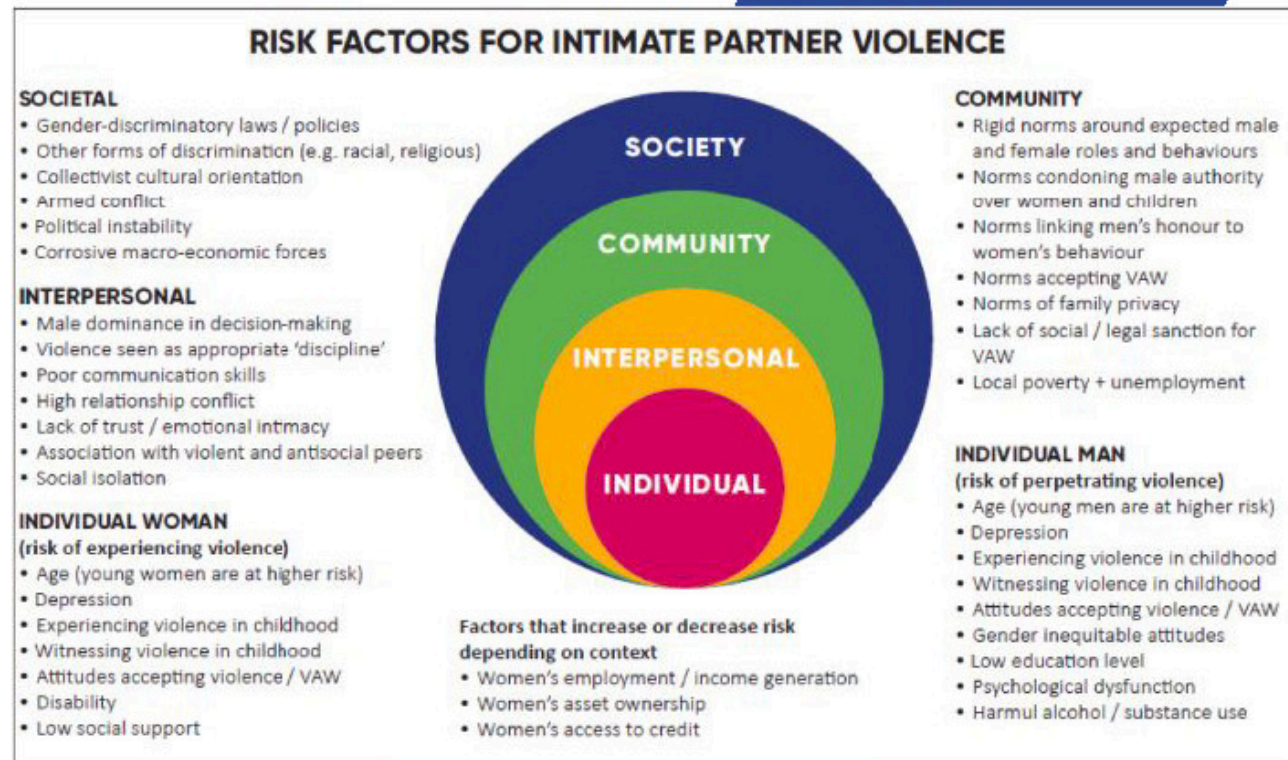 RISK FACTORS FOR INTIMATE PARTNER VIOLENCE
SOCIETAL
• Gender-discriminatory laws / policies
• Other forms of discrimination (e.g. racial, religious)
• Collectivist cultural orientation
• Armed conflict
• Political instability
• Corrosive macro-economic forces
INTERPERSONAL
• Male dominance in decision-making
• Violence seen as appropriate 'discipline'
• Poor communication skills
• High relationship conflict
• Lack of trust / emotional intimacy
• Association with violent and antisocial peers
• Social isolation
INDIVIDUAL WOMAN
(risk of experiencing violence)
• Age (young women are at higher risk)
• Depression
• Experiencing violence in childhood
• Witnessing violence in childhood
• Attitudes accepting violence / VAW
• Disability
• Low social support
SOCIETY
COMMUNITY
INTERPERSONAL
INDIVIDUAL
Factors that increase or decrease risk
depending on context
• Women's employment / income generation
• Women's asset ownership
• Women's access to credit
COMMUNITY
• Rigid norms around expected male
and female roles and behaviours
• Norms condoning male authority
over women and children
• Norms linking men's honour to
women's behaviour
• Norms accepting VAW
• Norms of family privacy
• Lack of social / legal sanction for
VAW
• Local poverty + unemployment
INDIVIDUAL MAN
(risk of perpetrating violence)
• Age (young men are at higher risk)
• Depression
• Experiencing violence in childhood
• Witnessing violence in childhood
• Attitudes accepting violence / VAW
• Gender inequitable attitudes
• Low education level
• Psychological dysfunction
• Harmul alcohol / substance use